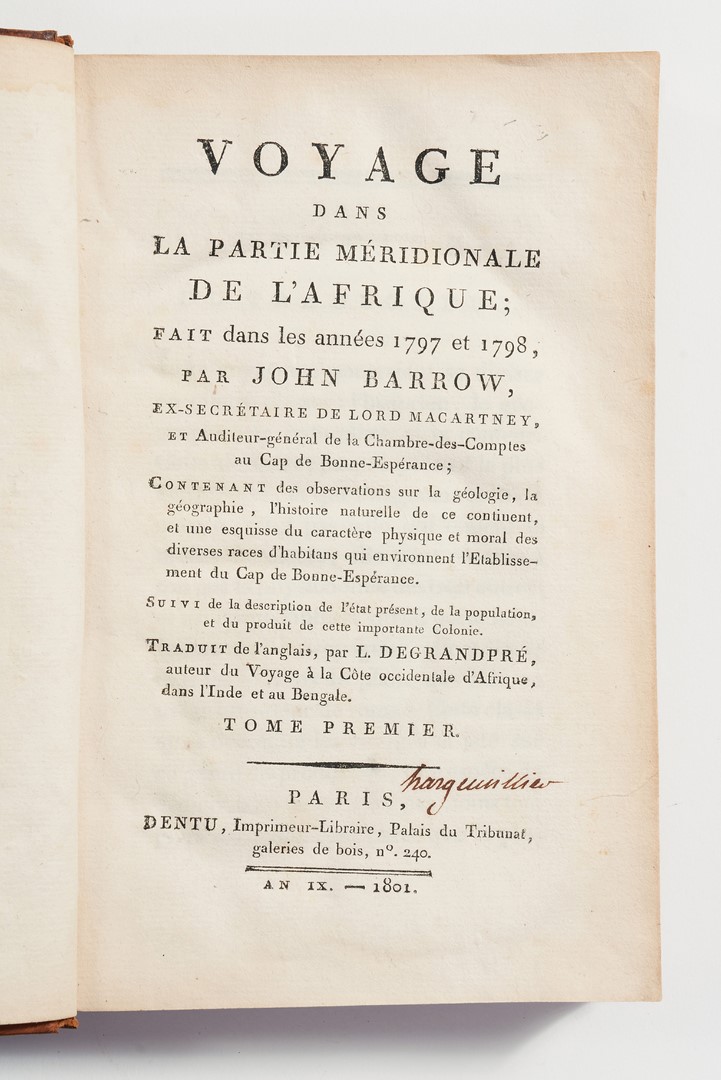 VOYAGE
DANS
LA PARTIE MÉRIDIONALE
DE L'AFRIQUE;
FAIT dans les années 1797 et 1798,
PAR JOHN BARROW,
EX-SECRÉTAIRE DE LORD MACARTNEY,
ET Auditeur-général de la Chambre-des-Comptes
au Cap de Bonne-Espérance;
CONTENANT des observations sur la géologie, la
géographie, l'histoire naturelle de ce continent,
et une esquisse du caractère physique et moral des
diverses races d'habitans qui environnent l'Etablisse-
ment du Cap de Bonne-Espérance.
SUIVI de la description de l'état présent, de la population,
et du produit de cette importante Colonie.
TRADUIT de l'anglais, par L. DEGRANDPRÉ,
auteur du Voyage à la Côte occidentale d'Afrique,
dans l'Inde et au Bengale.
TOME PREMIER.
PARIS,
DENTU, Imprimeur-Libraire, Palais du Tribunat,
galeries de bois, n°. 240.
AN IX. — 1801.